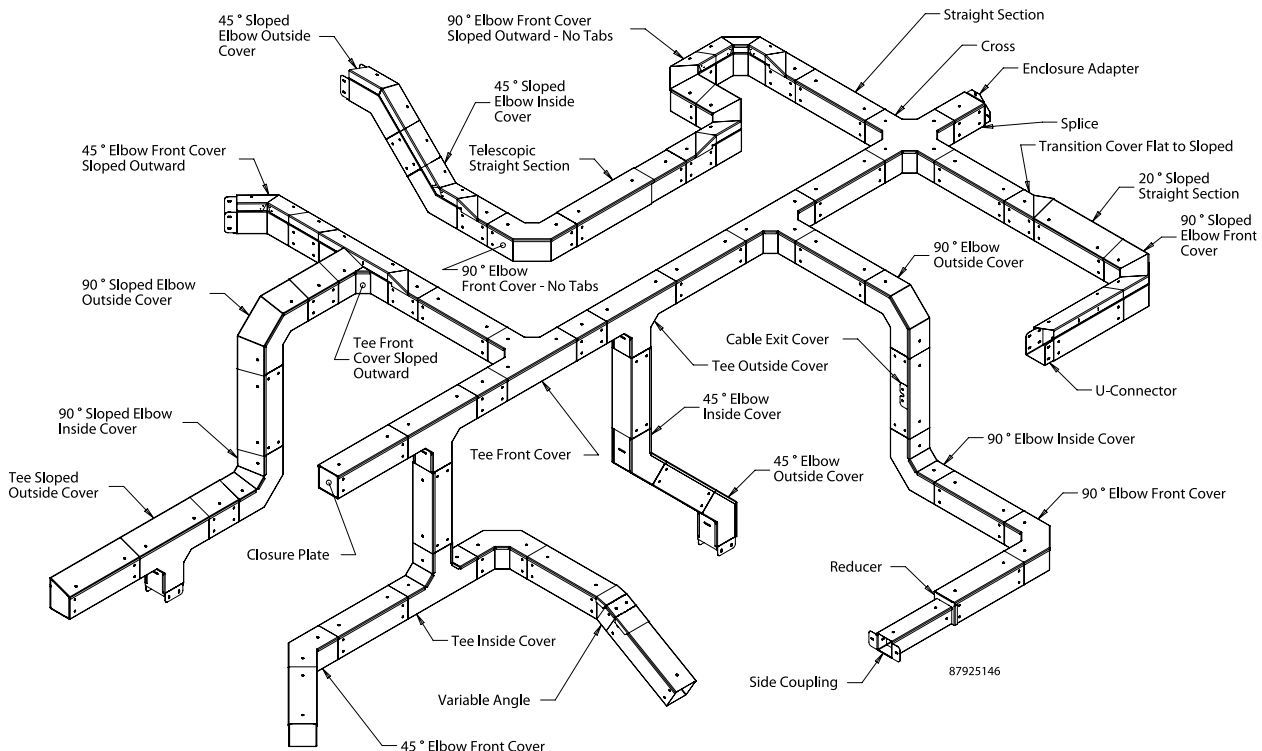 45 ° Sloped
Elbow Outside
Cover
90 ° Elbow Front Cover
Sloped Outward - No Tabs
Straight Section
Cross
Enclosure Adapter
45 ° Sloped
Elbow Inside
Cover
Splice
45 ° Elbow Front Cover
Sloped Outward
Telescopic
Straight Section
Transition Cover Flat to Sloped
20 ° Sloped
Straight Section
90 ° Sloped
Elbow Front
Cover
90 ° Elbow
Outside Cover
90 ° Elbow
Front Cover - No Tabs
90 ° Sloped Elbow
Outside Cover
Tee Front
Cover Sloped
Outward
Cable Exit Cover
Tee Outside Cover
U-Connector
45 ° Elbow
Inside Cover
90 ° Sloped Elbow
Inside Cover
90 ° Elbow Inside Cover
Tee Front Cover
45 ° Elbow
Outside Cover
Tee Sloped
Outside Cover
90 ° Elbow Front Cover
Closure Plate
Reducer
Tee Inside Cover
87925146
Side Coupling
Variable Angle
45 ° Elbow Front Cover